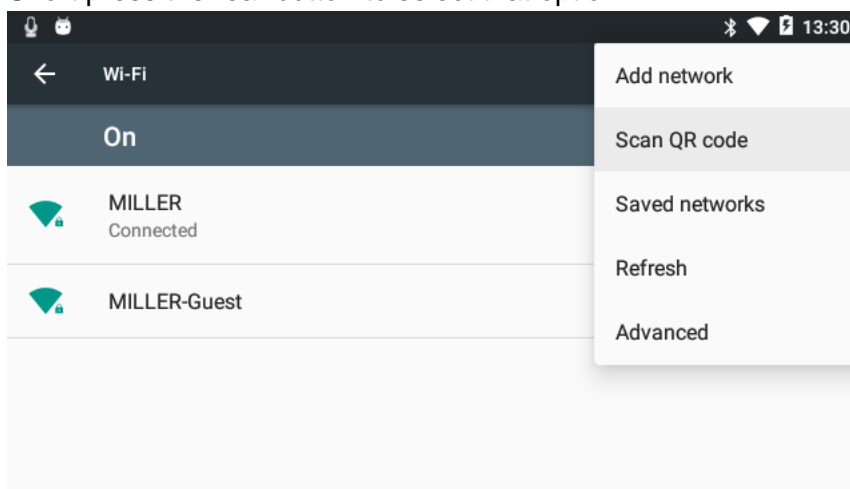 13:30
Wi-Fi
Add network
On
Scan QR code
MILLER
Connected
Saved networks
Refresh
MILLER-Guest
Advanced